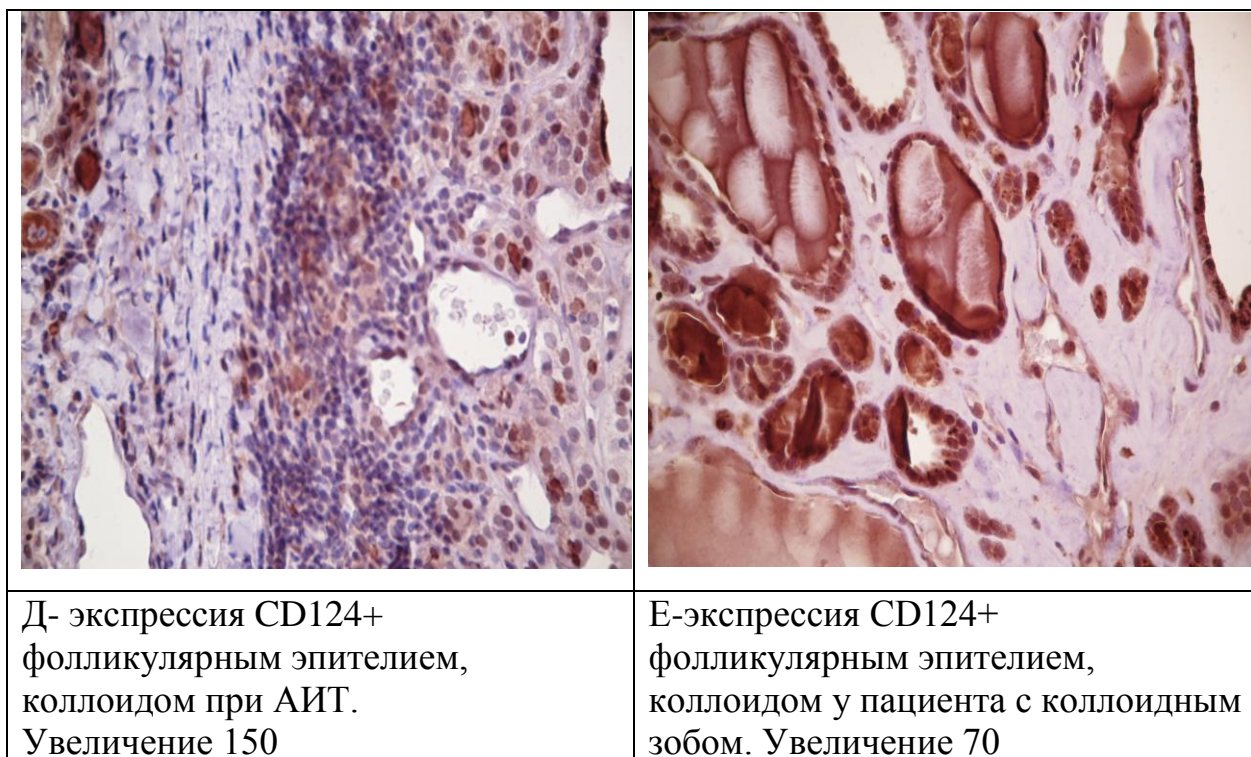 Д- экспрессия CD124+
фолликулярным эпителием,
коллоидом при АИТ.
Увеличение 150
Е-экспрессия CD124+
фолликулярным эпителием,
коллоидом у пациента с коллоидным
зобом. Увеличение 70